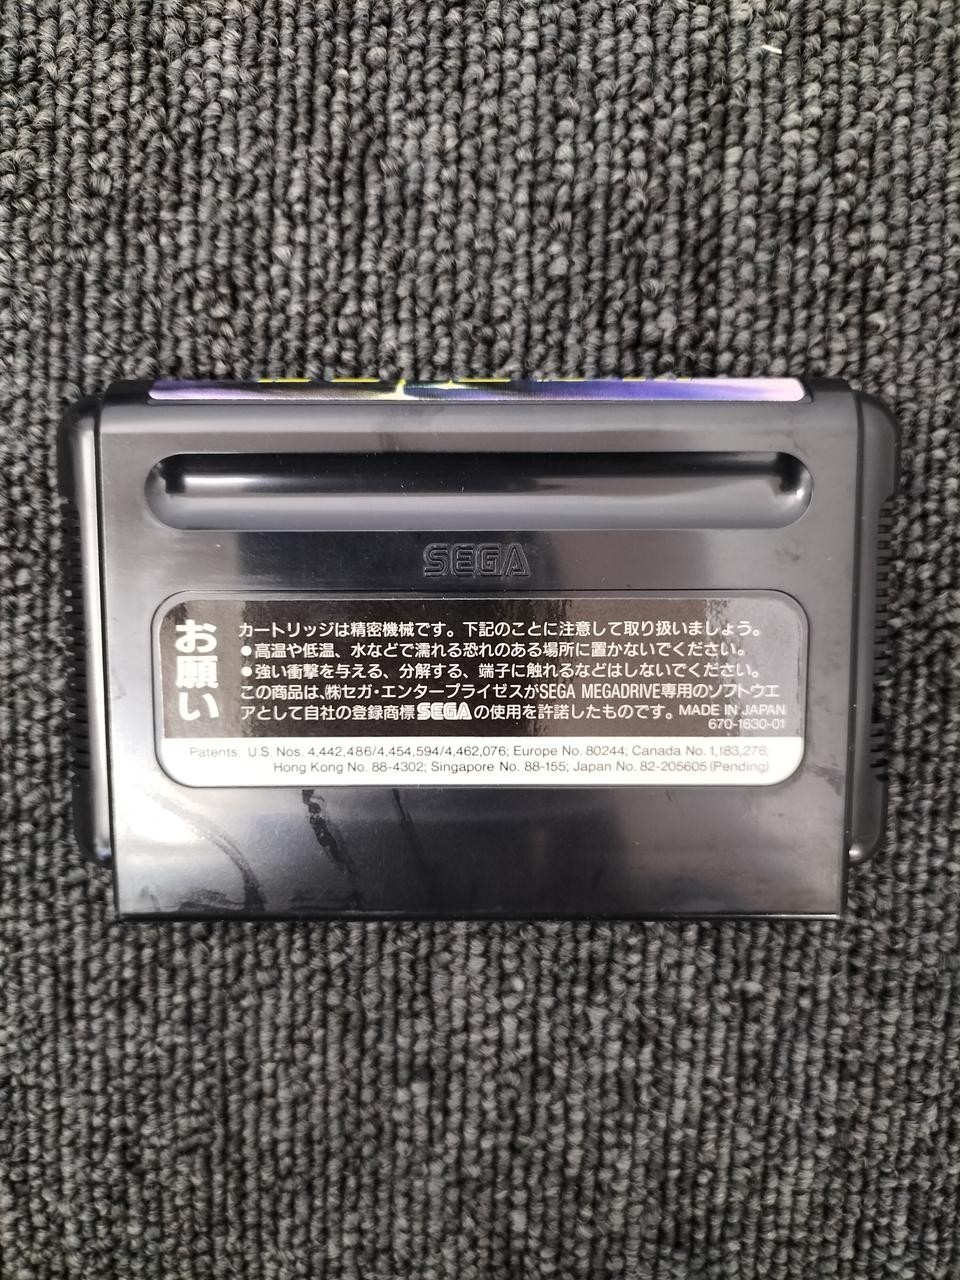 SEGA
お願い
カートリッジは精密機械です。下記のことに注意して取り扱いましょう。
●高温や低温、水などで濡れる恐れのある場所に置かないでください。
●強い衝撃を与える、分解する、端子に触れるなどはしないでください。
この商品は、㈱セガ・エンタープライゼスがSEGA MEGADRIVE専用のソフトウエ
アとして自社の登録商標SEGAの使用を許諾したものです。MADE IN JAPAN
670-1630-01
Patents: U.S. Nos. 4,442,486/4,454,594/4,462,076; Europe No. 80244; Canada No. 1,183,276;
Hong Kong No. 88-4302; Singapore No. 88-155; Japan No. 82-205605 (Pending)